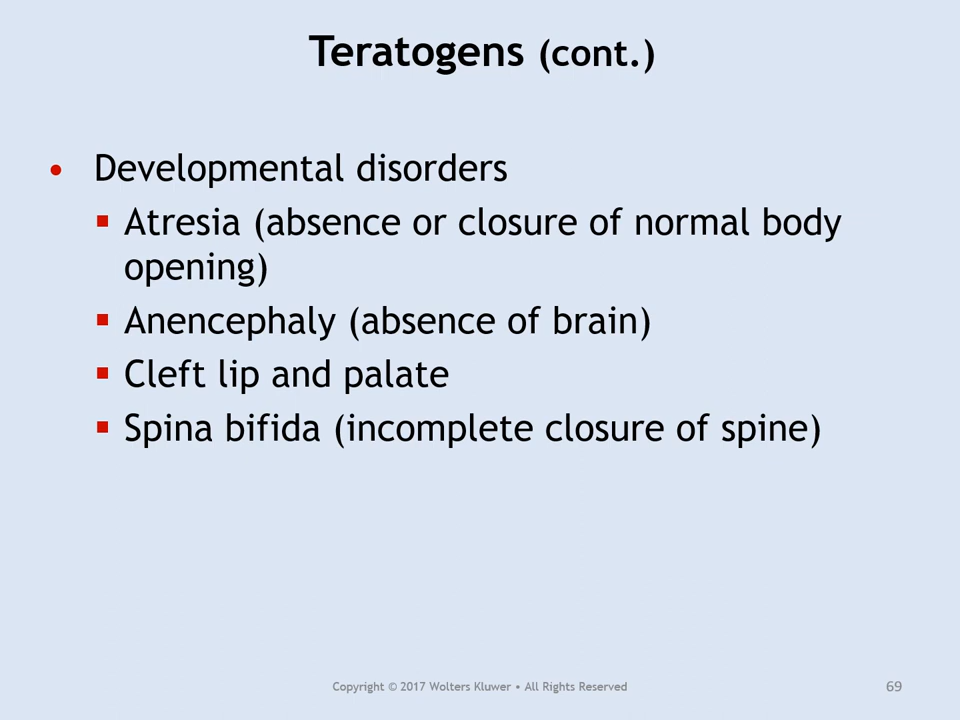 Teratogens (cont.)
• Developmental disorders
▪ Atresia (absence or closure of normal body
opening)
▪ Anencephaly (absence of brain)
▪ Cleft lip and palate
▪ Spina bifida (incomplete closure of spine)
Copyright © 2017 Wolters Kluwer • All Rights Reserved
69